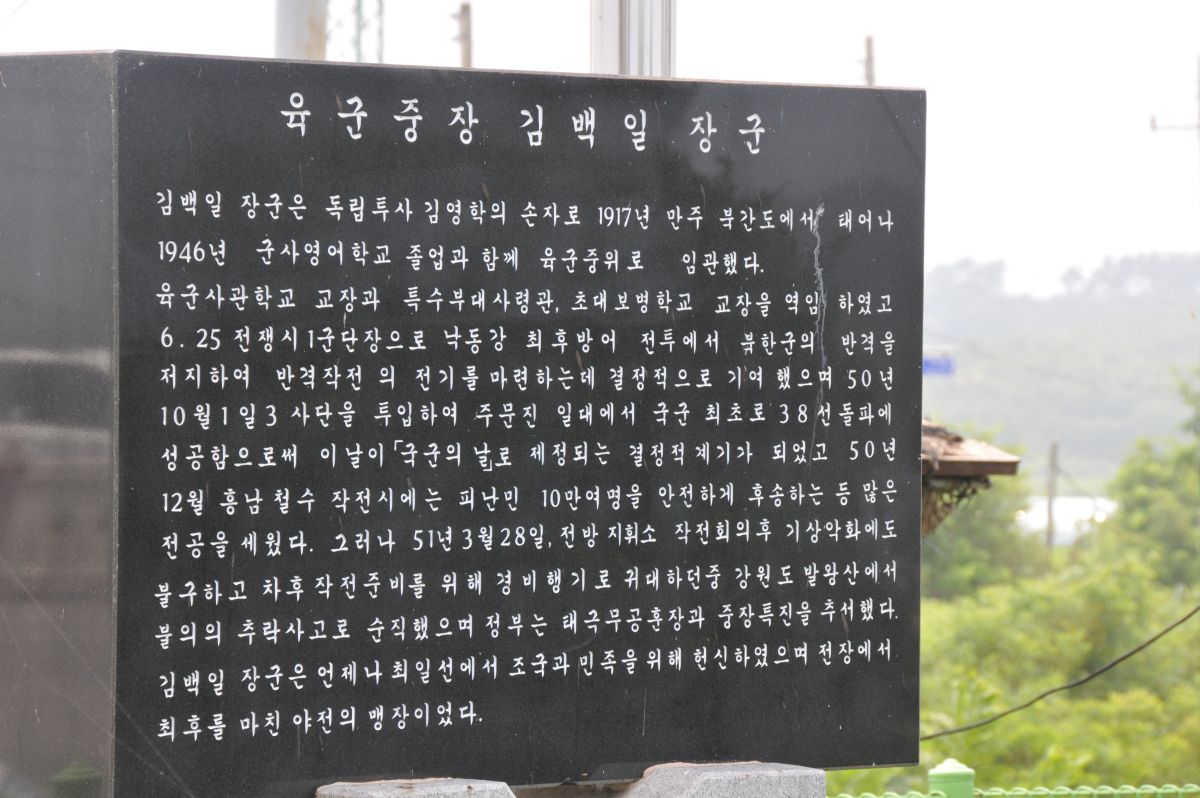 육군중장 김백일 장군
김백일 장군은 독립투사 김영학의 손자로 1917년 만주 북간도에서 태어나
1946년 군사영어학교 졸업과 함께 육군중위로 임관했다.
육군사관학교 교장과 특수부대사령관, 초대보병학교 교장을 역임 하였고
6.25 전쟁시 1군단장으로 낙동강 최후방어 전투에서 북한군의 반격을
저지하여 반격작전 의 전기를 마련하는데 결정적으로 기여 했으며 50년
10월 1일 3 사단을 투입하여 주문진 일대에서 국군 최초로 38선돌파에
성공함으로써 이날이 「국군의 날」로 제정되는 결정적계기가 되었고 50년
12월 흥남 철수 작전시에는 피난민 10만여명을 안전하게 후송하는 등 많은
전공을 세웠다. 그러나 51년 3월 28일, 전방 지휘소 작전회의후 기상악화에도
불구하고 차후 작전준비를 위해 경비행기로 귀대하던중 강원도 발왕산에서
불의의 추락사고로 순직했으며 정부는 태극무공훈장과 중장특진을 추서했다.
김백일 장군은 언제나 최일선에서 조국과 민족을 위해 헌신하였으며 전장에서
최후를 마친 야전의 맹장이었다.